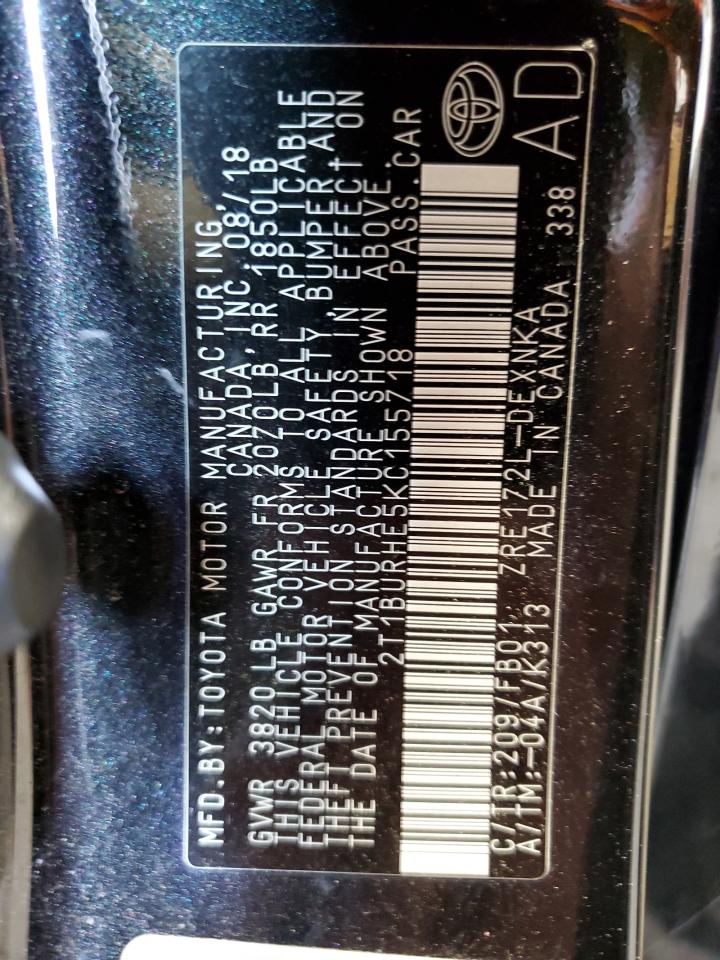 MFD.BY:TOYOTA MOTOR MANUFACTURING,
CANADA, INC. 08/18
GVWR 3820LB GAWR FR 2070LB RR 1850LB
THIS VEHICLE CONFORMS TO ALL APPLICABLE
FEDERAL MOTOR VEHICLE SAFETY, BUMPER, AND
THEFT PREVENTION STANDARDS IN EFFECT ON
THE DATE OF MANUFACTURE SHOWN ABOVE.
2T1BURHE5KC155718 PASS.CAR
C/TR:209/FB01 ZRE172L-DEXNKA
A/TM:-04A/K313 MADE IN CANADA 338
AD